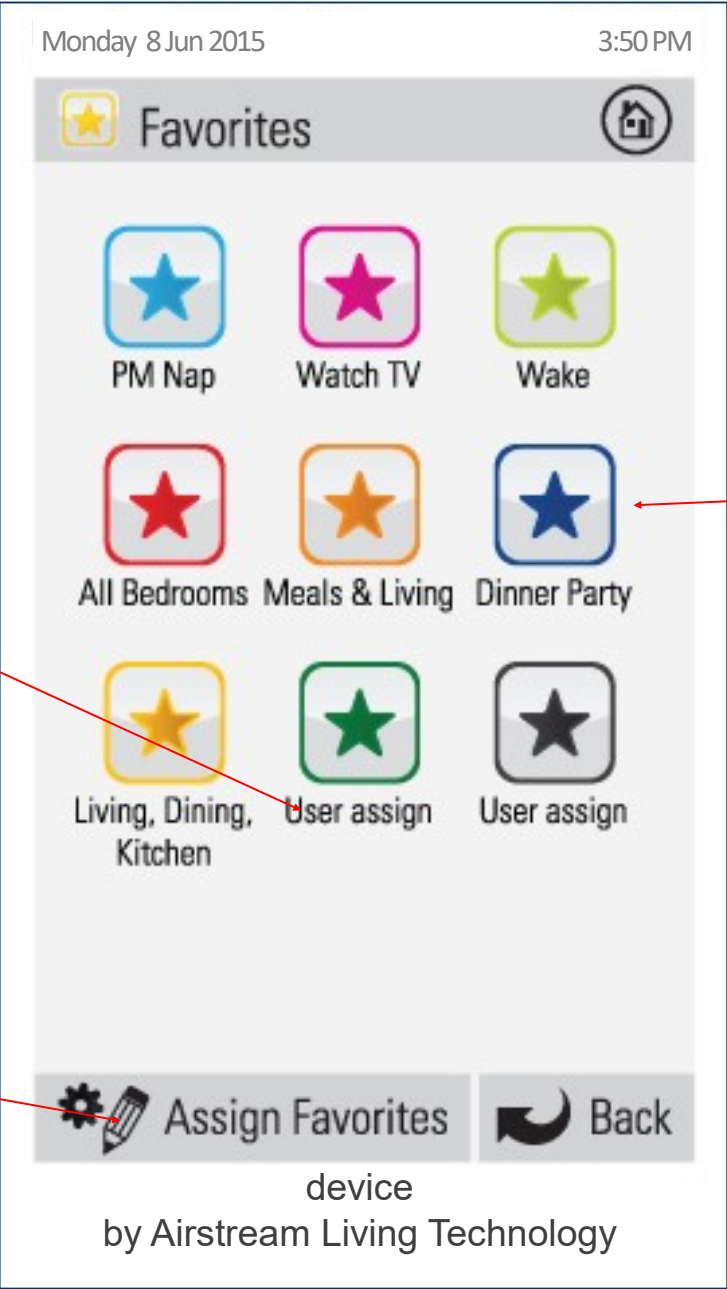 Monday 8 Jun 2015 3:50 PM
Favorites
PM Nap Watch TV Wake
All Bedrooms Meals & Living Dinner Party
Living, Dining, User assign User assign
Kitchen
Assign Favorites Back
device
by Airstream Living Technology